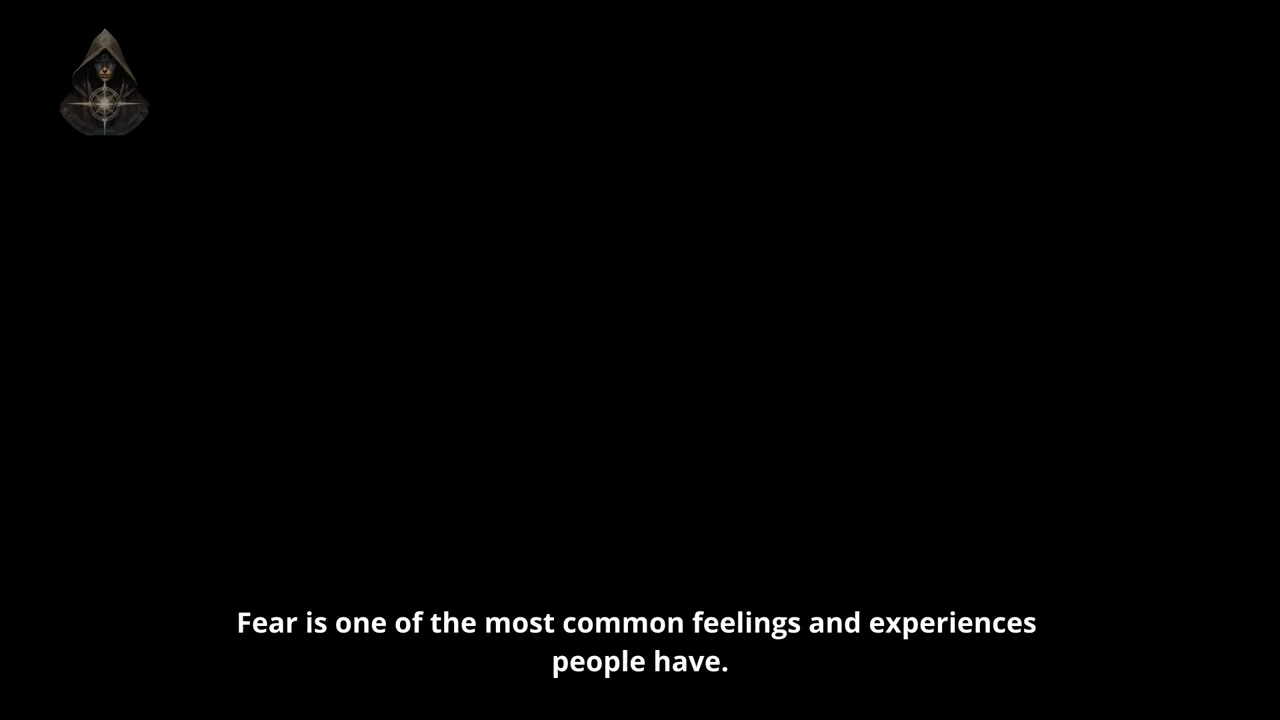 Fear is one of the most common feelings and experiences
people have.